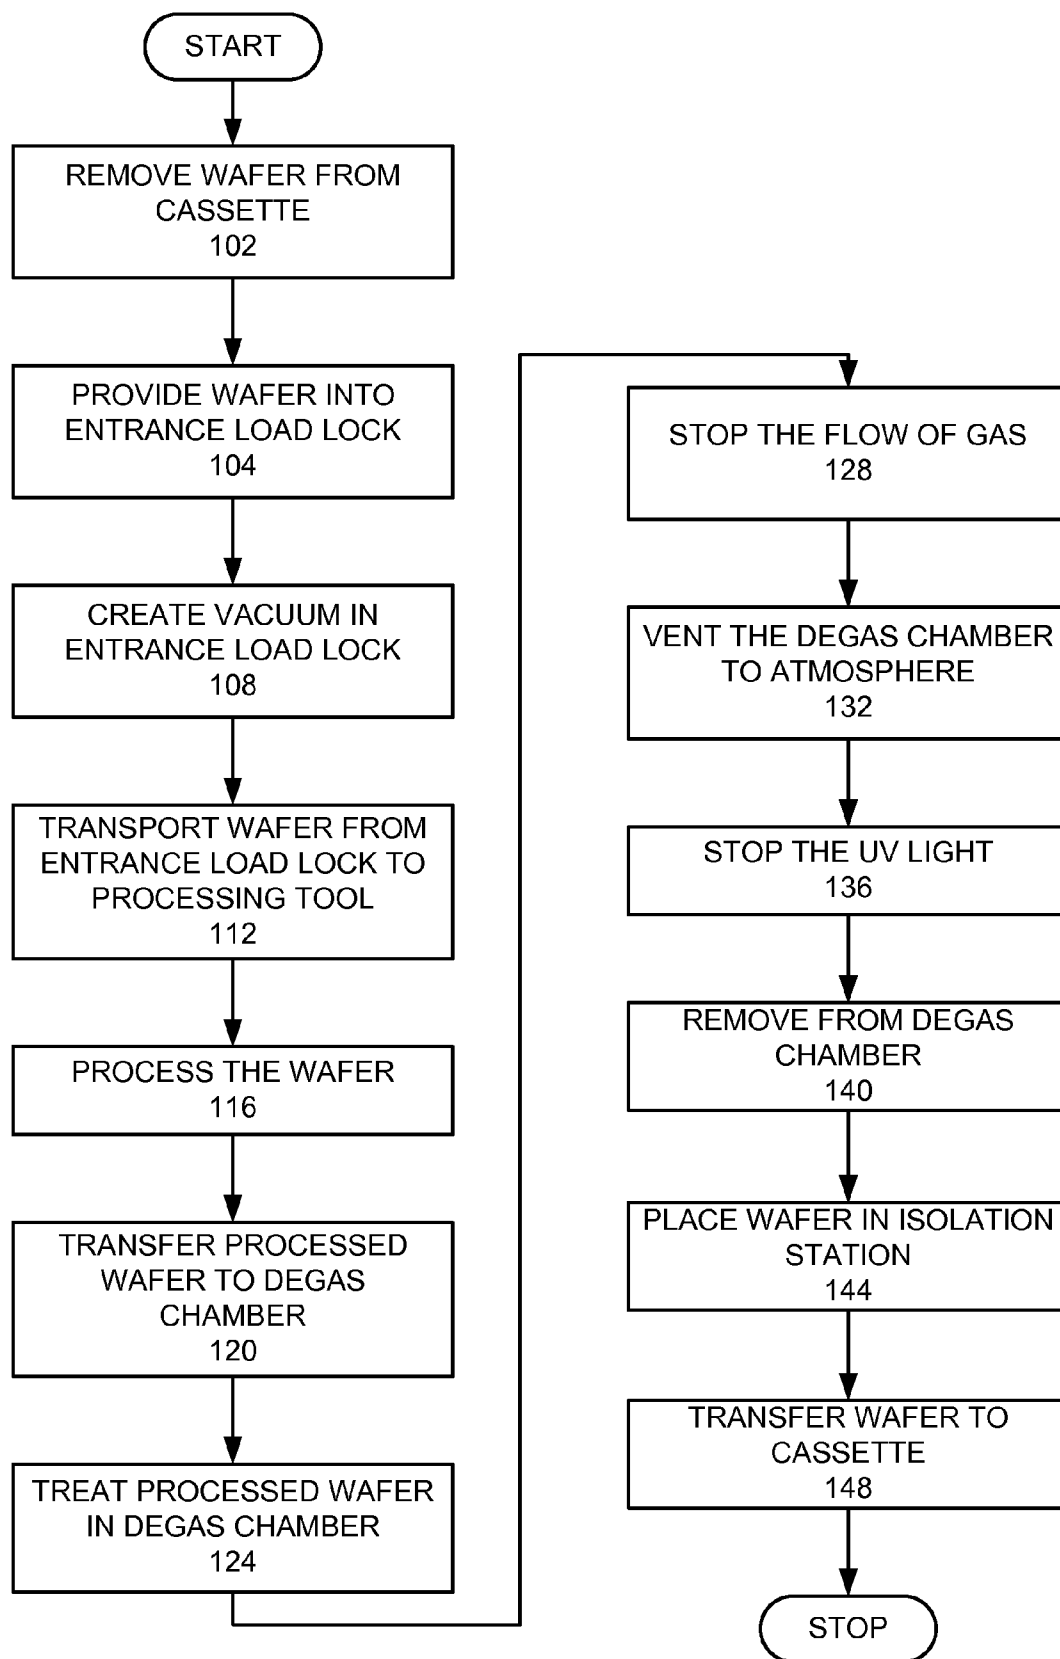 START
REMOVE WAFER FROM
CASSETTE
102
PROVIDE WAFER INTO
ENTRANCE LOAD LOCK
104
CREATE VACUUM IN
ENTRANCE LOAD LOCK
108
TRANSPORT WAFER FROM
ENTRANCE LOAD LOCK TO
PROCESSING TOOL
112
PROCESS THE WAFER
116
TRANSFER PROCESSED
WAFER TO DEGAS
CHAMBER
120
TREAT PROCESSED WAFER
IN DEGAS CHAMBER
124
STOP THE FLOW OF GAS
128
VENT THE DEGAS CHAMBER
TO ATMOSPHERE
132
STOP THE UV LIGHT
136
REMOVE FROM DEGAS
CHAMBER
140
PLACE WAFER IN ISOLATION
STATION
144
TRANSFER WAFER TO
CASSETTE
148
STOP